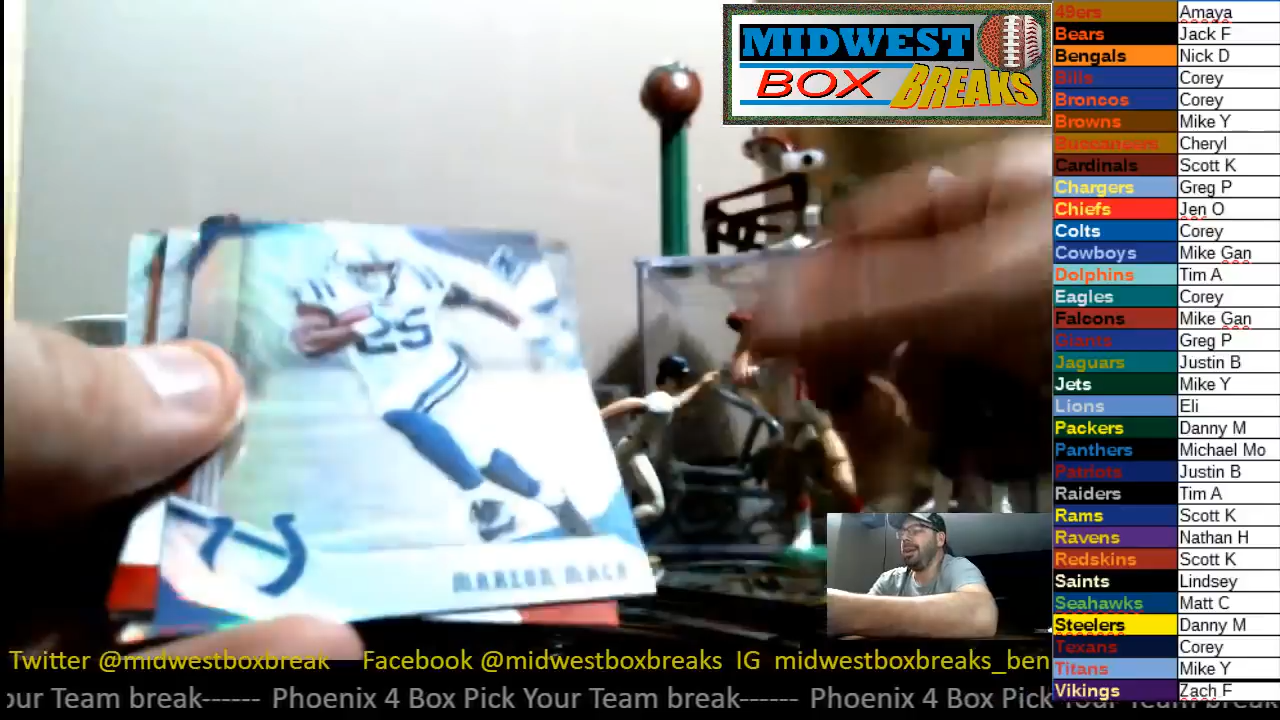 MIDWEST
BOX BREAKS
49ers Amaya
Bears Jack F
Bengals Nick D
Bills Corey
Broncos Corey
Browns Mike Y
Buccaneers Cheryl
Cardinals Scott K
Chargers Greg P
Chiefs Jen O
Colts Corey
Cowboys Mike Gan
Dolphins Tim A
Eagles Corey
Falcons Mike Gan
Giants Greg P
Jaguars Justin B
Jets Mike Y
Lions Eli
Packers Danny M
Panthers Michael Mo
Patriots Justin B
Raiders Tim A
Rams Scott K
Ravens Nathan H
Redskins Scott K
Saints Lindsey
Seahawks Matt C
Steelers Danny M
Texans Corey
Titans Mike Y
Vikings Zach F
25
MARLON MACK
Twitter @midwestboxbreak Facebook @midwestboxbreaks IG midwestboxbreaks_ben
our Team break------ Phoenix 4 Box Pick Your Team break------ Phoenix 4 Box Pick Your Team break